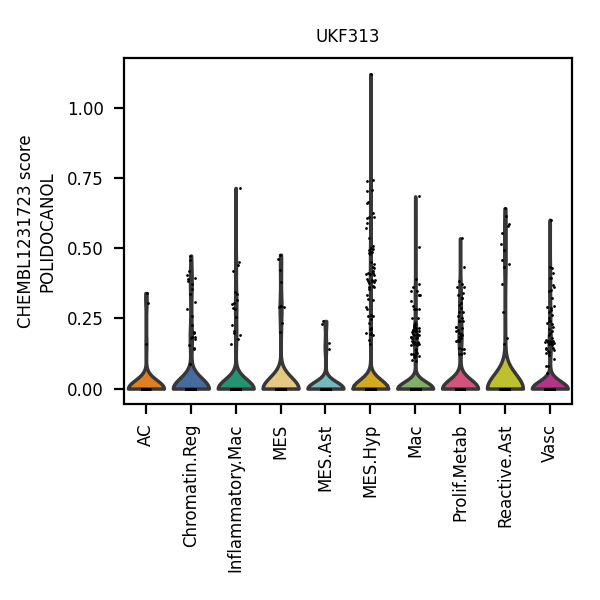 UKF313
CHEMBL1231723 score
POLIDOCANOL
1.00
0.75
0.50
0.25
0.00
AC
Chromatin.Reg
Inflammatory.Mac
MES
MES.Ast
MES.Hyp
Mac
Prolif.Metab
Reactive.Ast
Vasc